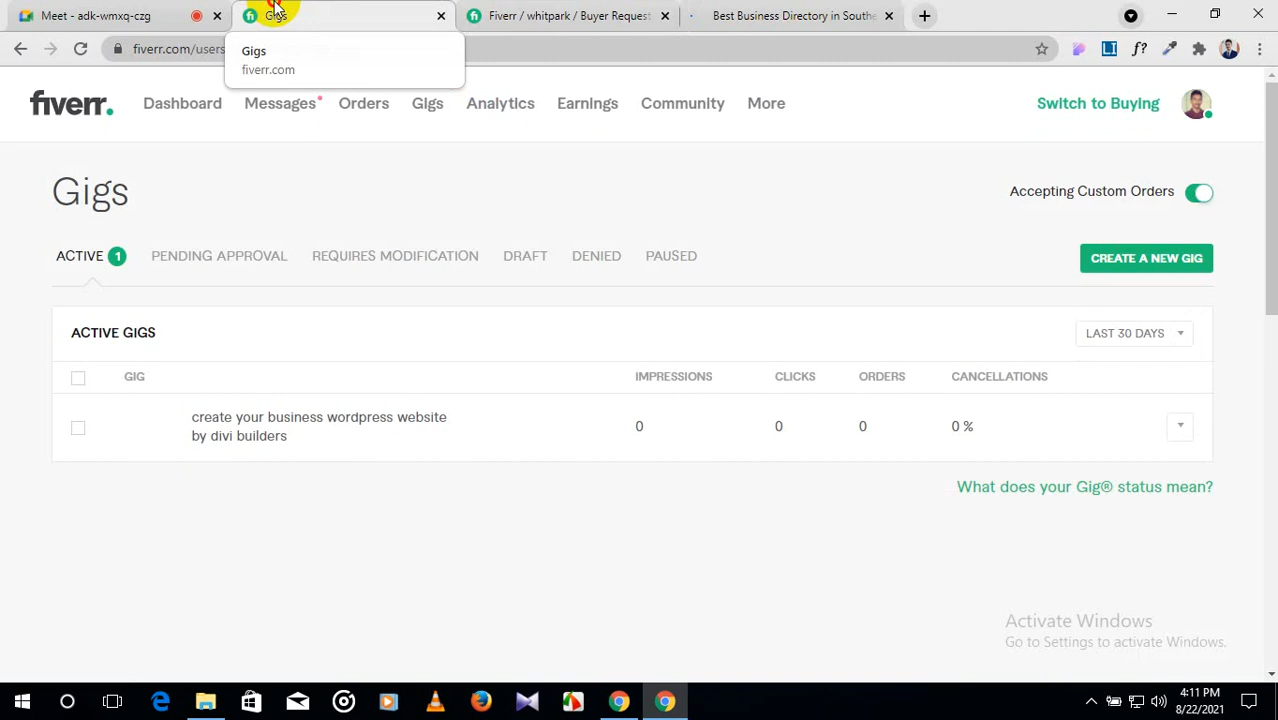 Meet - adk-wmxq-czg
Gigs
Fiverr / whitpark / Buyer Request
Best Business Directory in Southe
fiverr.com/users
Gigs
fiverr.com
fiverr.
Dashboard
Messages
Orders
Gigs
Analytics
Earnings
Community
More
Switch to Buying
Gigs
Accepting Custom Orders
ACTIVE 1
PENDING APPROVAL
REQUIRES MODIFICATION
DRAFT
DENIED
PAUSED
CREATE A NEW GIG
ACTIVE GIGS
LAST 30 DAYS
GIG
IMPRESSIONS
CLICKS
ORDERS
CANCELLATIONS
create your business wordpress website
by divi builders
0
0
0
0 %
What does your Gig® status mean?
Activate Windows
Go to Settings to activate Windows.
4:11 PM
8/22/2021